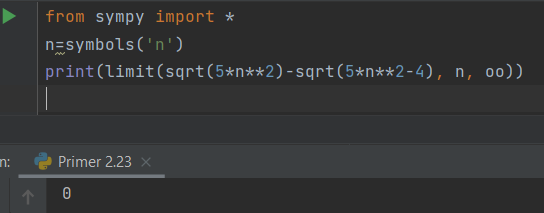 from sympy import *
n=symbols('n')
print(limit(sqrt(5*n**2)-sqrt(5*n**2-4), n, oo))
n:
Primer 2.23 ×
0